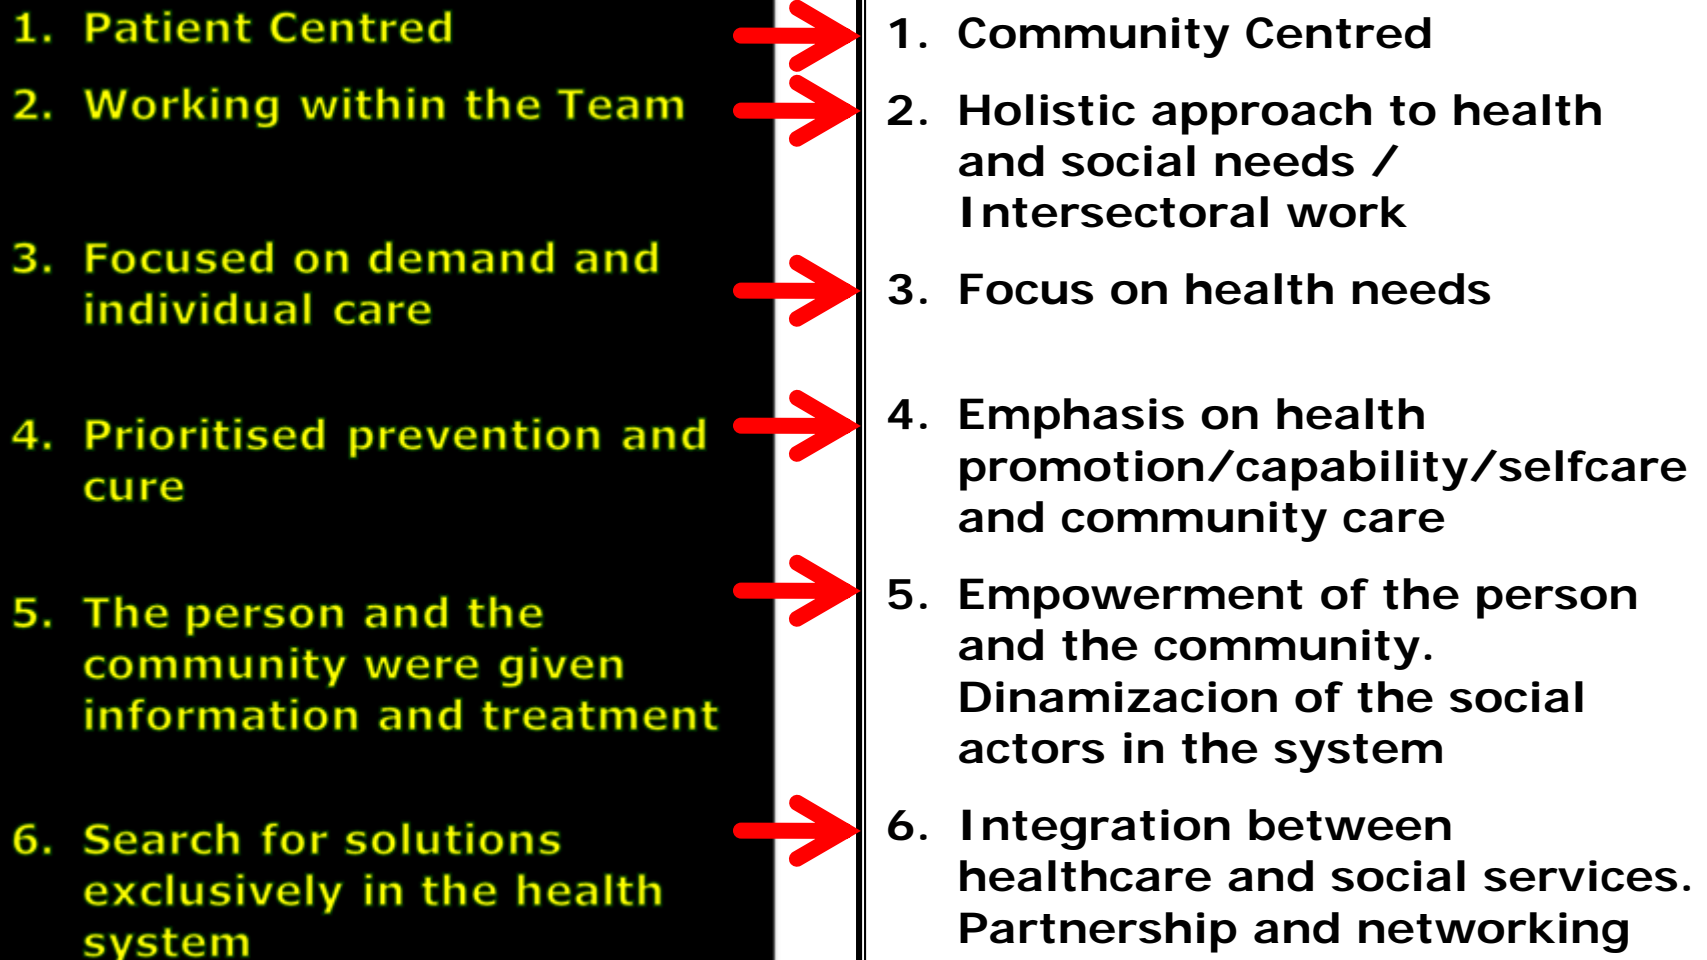 1. Patient Centred
2. Working within the Team
3. Focused on demand and
individual care
4. Prioritised prevention and
cure
5. The person and the
community were given
information and treatment
6. Search for solutions
exclusively in the health
system
1. Community Centred
2. Holistic approach to health
and social needs /
Intersectoral work
3. Focus on health needs
4. Emphasis on health
promotion/capability/selfcare
and community care
5. Empowerment of the person
and the community.
Dinamizacion of the social
actors in the system
6. Integration between
healthcare and social services.
Partnership and networking